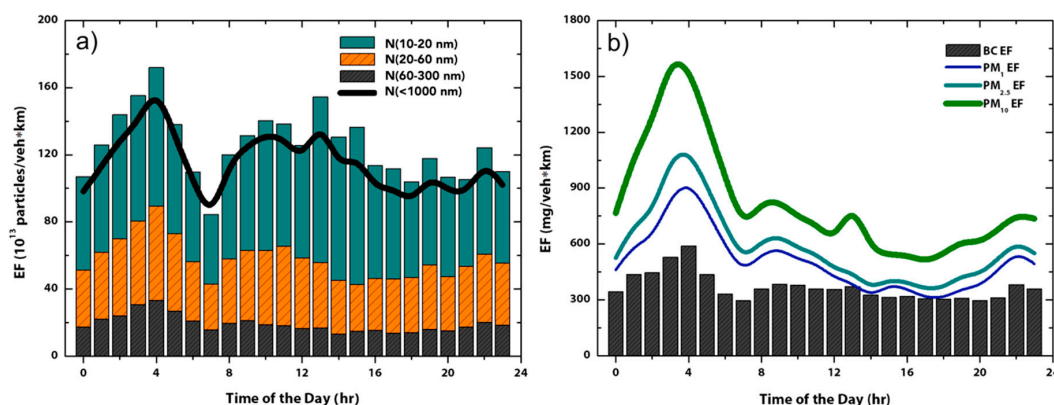 a)
N(10-20 nm)
N(20-60 nm)
N(60-300 nm)
N(<1000 nm)
200
160
120
80
40
0
EF (10¹³ particles/veh*km)
0 4 8 12 16 20 24
Time of the Day (hr)
b)
BC EF
PM₁ EF
PM₂.₅ EF
PM₁₀ EF
1800
1500
1200
900
600
300
0
EF (mg/veh*km)
0 4 8 12 16 20 24
Time of the Day (hr)